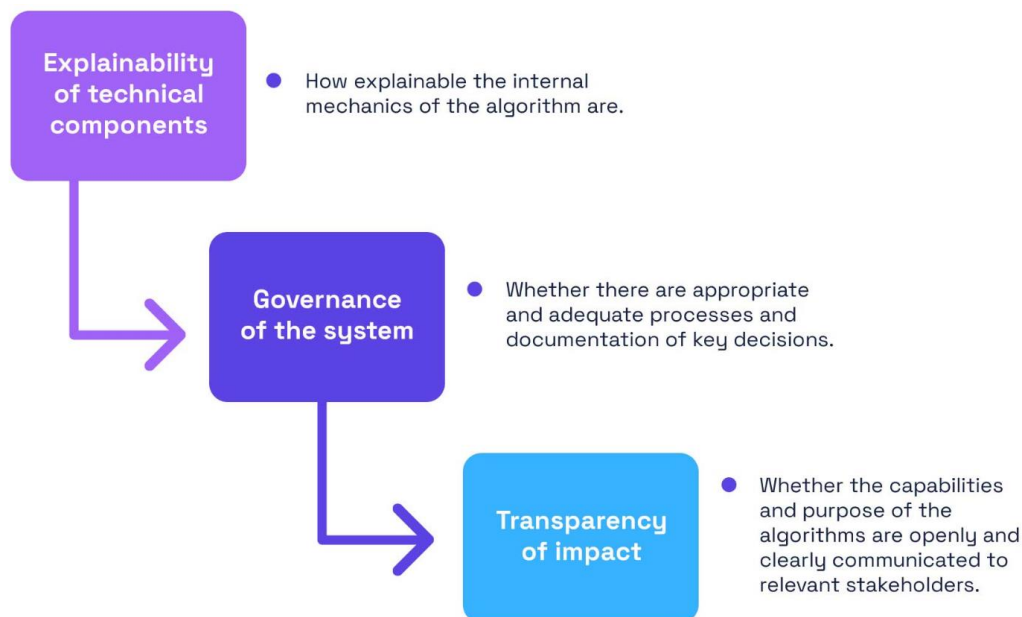 Explainability
of technical
components
How explainable the internal
mechanics of the algorithm are.
Governance
of the system
Whether there are appropriate
and adequate processes and
documentation of key decisions.
Transparency
of impact
Whether the capabilities
and purpose of the
algorithms are openly and
clearly communicated to
relevant stakeholders.